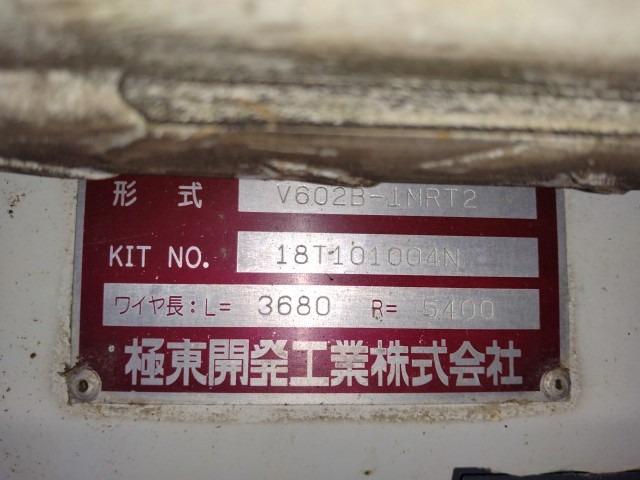 形式 V602B-1MRT2
KIT NO. 18T101004N
ワイヤ長:L= 3680 R= 5400
極東開発工業株式会社